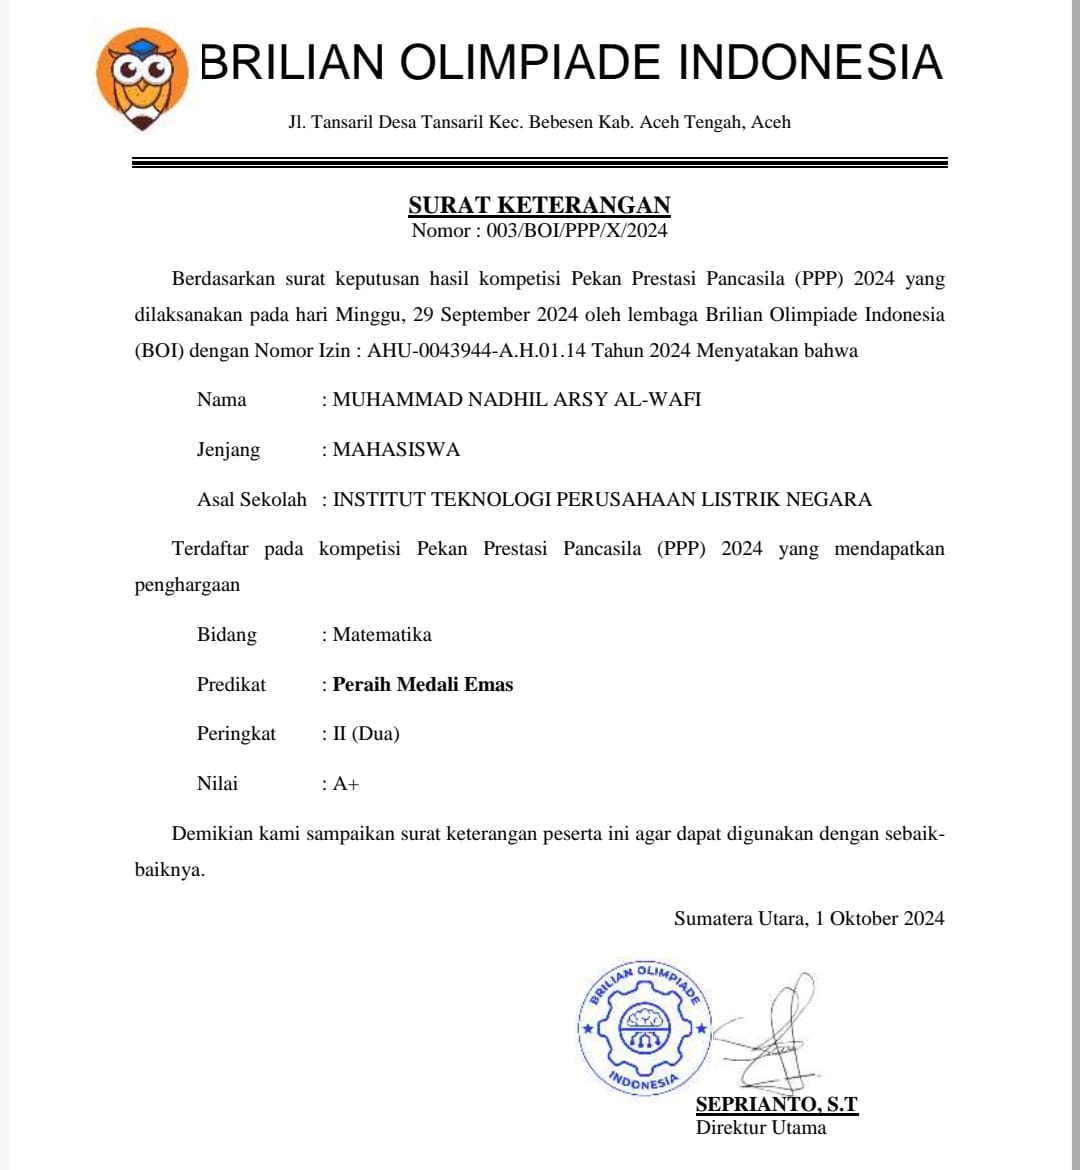 BRILIAN OLIMPIADE INDONESIA
Jl. Tansaril Desa Tansaril Kec. Bebesen Kab. Aceh Tengah, Aceh
SURAT KETERANGAN
Nomor : 003/BOI/PPP/X/2024
Berdasarkan surat keputusan hasil kompetisi Pekan Prestasi Pancasila (PPP) 2024 yang
dilaksanakan pada hari Minggu, 29 September 2024 oleh lembaga Brilian Olimpiade Indonesia
(BOI) dengan Nomor Izin : AHU-0043944-A.H.01.14 Tahun 2024 Menyatakan bahwa
Nama : MUHAMMAD NADHIL ARSY AL-WAFI
Jenjang : MAHASISWA
Asal Sekolah : INSTITUT TEKNOLOGI PERUSAHAAN LISTRIK NEGARA
Terdaftar pada kompetisi Pekan Prestasi Pancasila (PPP) 2024 yang mendapatkan
penghargaan
Bidang : Matematika
Predikat : Peraih Medali Emas
Peringkat : II (Dua)
Nilai : A+
Demikian kami sampaikan surat keterangan peserta ini agar dapat digunakan dengan sebaik-
baiknya.
Sumatera Utara, 1 Oktober 2024
BRILIAN OLIMPIADE
INDONESIA
SEPRIANTO, S.T
Direktur Utama